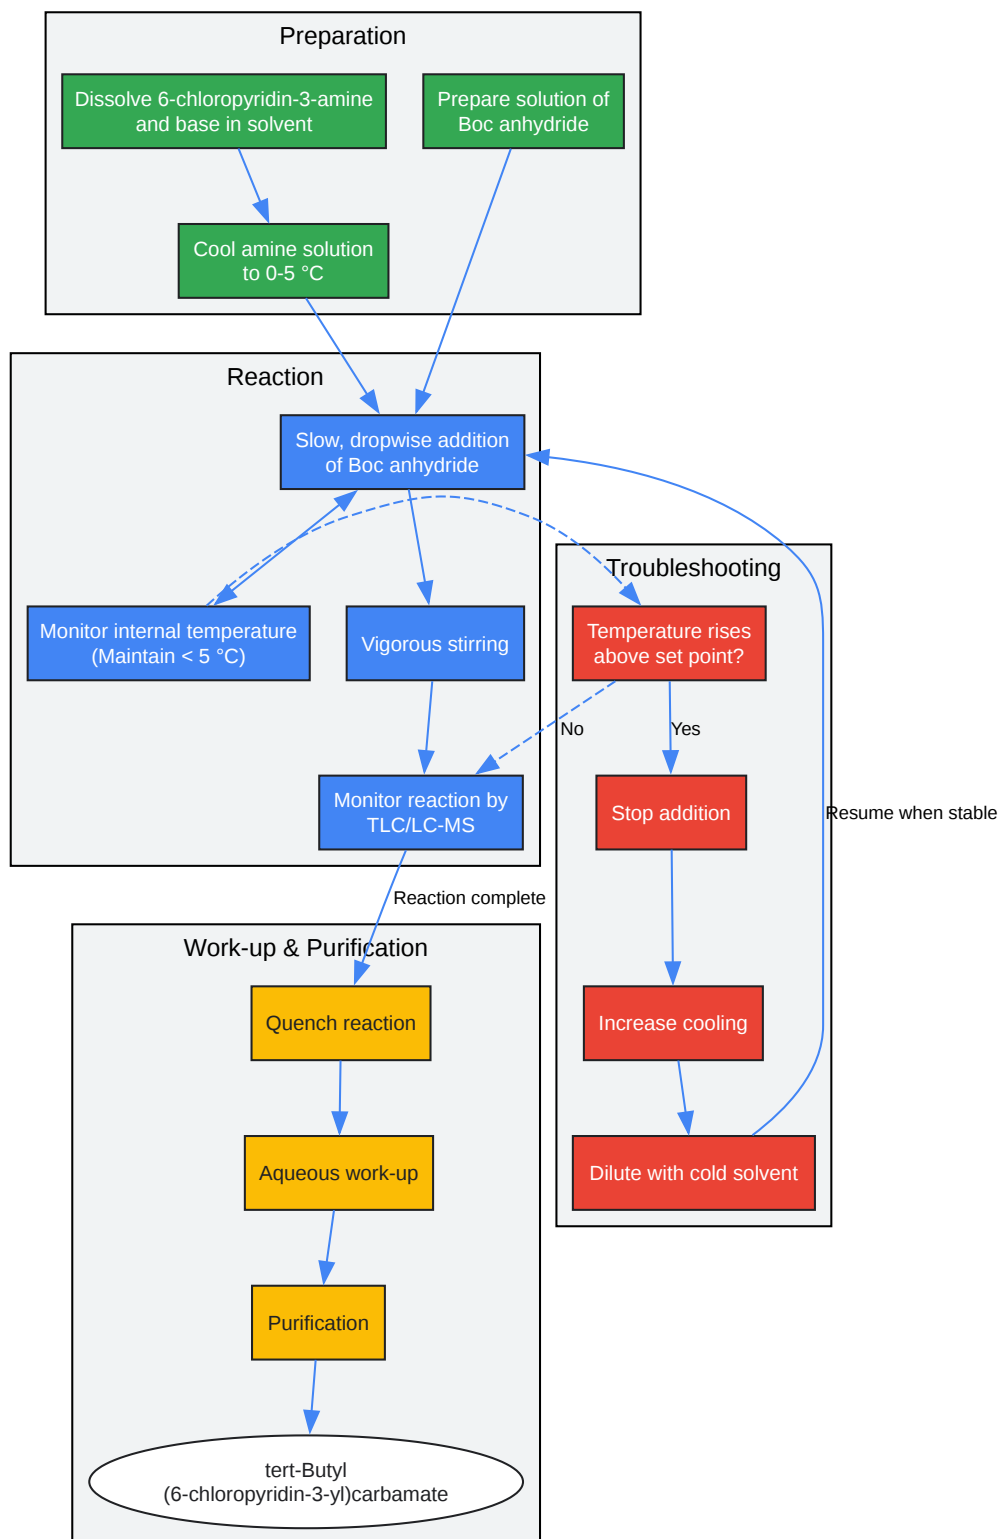 Preparation
Dissolve 6-chloropyridin-3-amine
and base in solvent
Prepare solution of
Boc anhydride
Cool amine solution
to 0-5 °C
Reaction
Slow, dropwise addition
of Boc anhydride
Monitor internal temperature
(Maintain < 5 °C)
Vigorous stirring
Monitor reaction by
TLC/LC-MS
Troubleshooting
Temperature rises
above set point?
No
Yes
Stop addition
Resume when stable
Increase cooling
Dilute with cold solvent
Reaction complete
Work-up & Purification
Quench reaction
Aqueous work-up
Purification
tert-Butyl
(6-chloropyridin-3-yl)carbamate